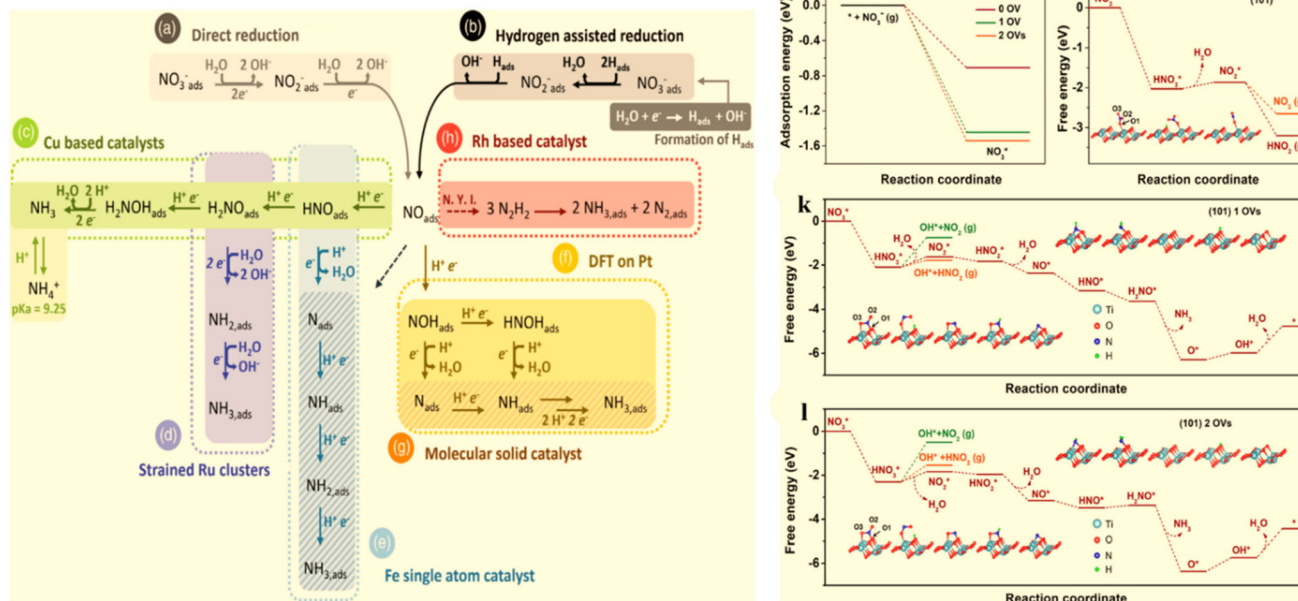 (a) Direct reduction
H₂O 2 OH⁻ H₂O 2 OH⁻
NO₃⁻ads 2e⁻ NO₂⁻ads e⁻
(b) Hydrogen assisted reduction
OH⁻ Hads H₂O 2Hads
NO₂⁻ads NO₃⁻ads
H₂O + e⁻ → Hads + OH⁻
Formation of Hads
(c) Cu based catalysts
NH₃ H₂O 2 H⁺ 2 e⁻ H₂NOHads H⁺ e⁻ H₂NOads H⁺ e⁻ HNOads H⁺ e⁻ NOads
H⁺
NH₄⁺
pKa = 9.25
(h) Rh based catalyst
N. Y. I. 3 N₂H₂ → 2 NH₃,ads + 2 N₂,ads
2 e⁻ H₂O
2 OH⁻
NH₂,ads
e⁻ H₂O
OH⁻
NH₃,ads
(d)
Strained Ru clusters
e⁻ H⁺
H₂O
Nads
H⁺ e⁻
NHads
H⁺ e⁻
NH₂,ads
H⁺ e⁻
NH₃,ads
(e)
Fe single atom catalyst
H⁺ e⁻
(f) DFT on Pt
NOHads H⁺ e⁻ HNOHads
e⁻ H⁺ e⁻ H⁺
H₂O H₂O
Nads H⁺ e⁻ NHads 2 H⁺ 2 e⁻ NH₃,ads
(g) Molecular solid catalyst
Adsorption energy (eV)
0.0
-0.4
-0.8
-1.2
-1.6
* + NO₃⁻ (g)
0 OV
1 OV
2 OVs
NO₃*
Reaction coordinate
Free energy (eV)
0
-1
-2
-3
(101)
NO₃*
HNO₃*
H₂O
NO₂*
NO₂ (
HNO₂ (
O3
O2
O1
Reaction coordinate
k
Free energy (eV)
0
-2
-4
-6
(101) 1 OVs
NO₃*
HNO₃*
H₂O
OH*+NO₂ (g)
NO₂*
OH*+HNO₂ (g)
HNO₂*
H₂O
NO*
HNO*
H₂NO*
NH₃
O*
OH*
H₂O
*
O3
O2
O1
Ti
O
N
H
Reaction coordinate
l
Free energy (eV)
0
-2
-4
-6
(101) 2 OVs
NO₃*
HNO₃*
OH*+NO₂ (g)
OH* +HNO₂ (g)
NO₂*
H₂O
HNO₂*
H₂O
NO*
HNO*
H₂NO*
NH₃
O*
OH*
H₂O
*
O3
O2
O1
Ti
O
N
H
Reaction coordinate